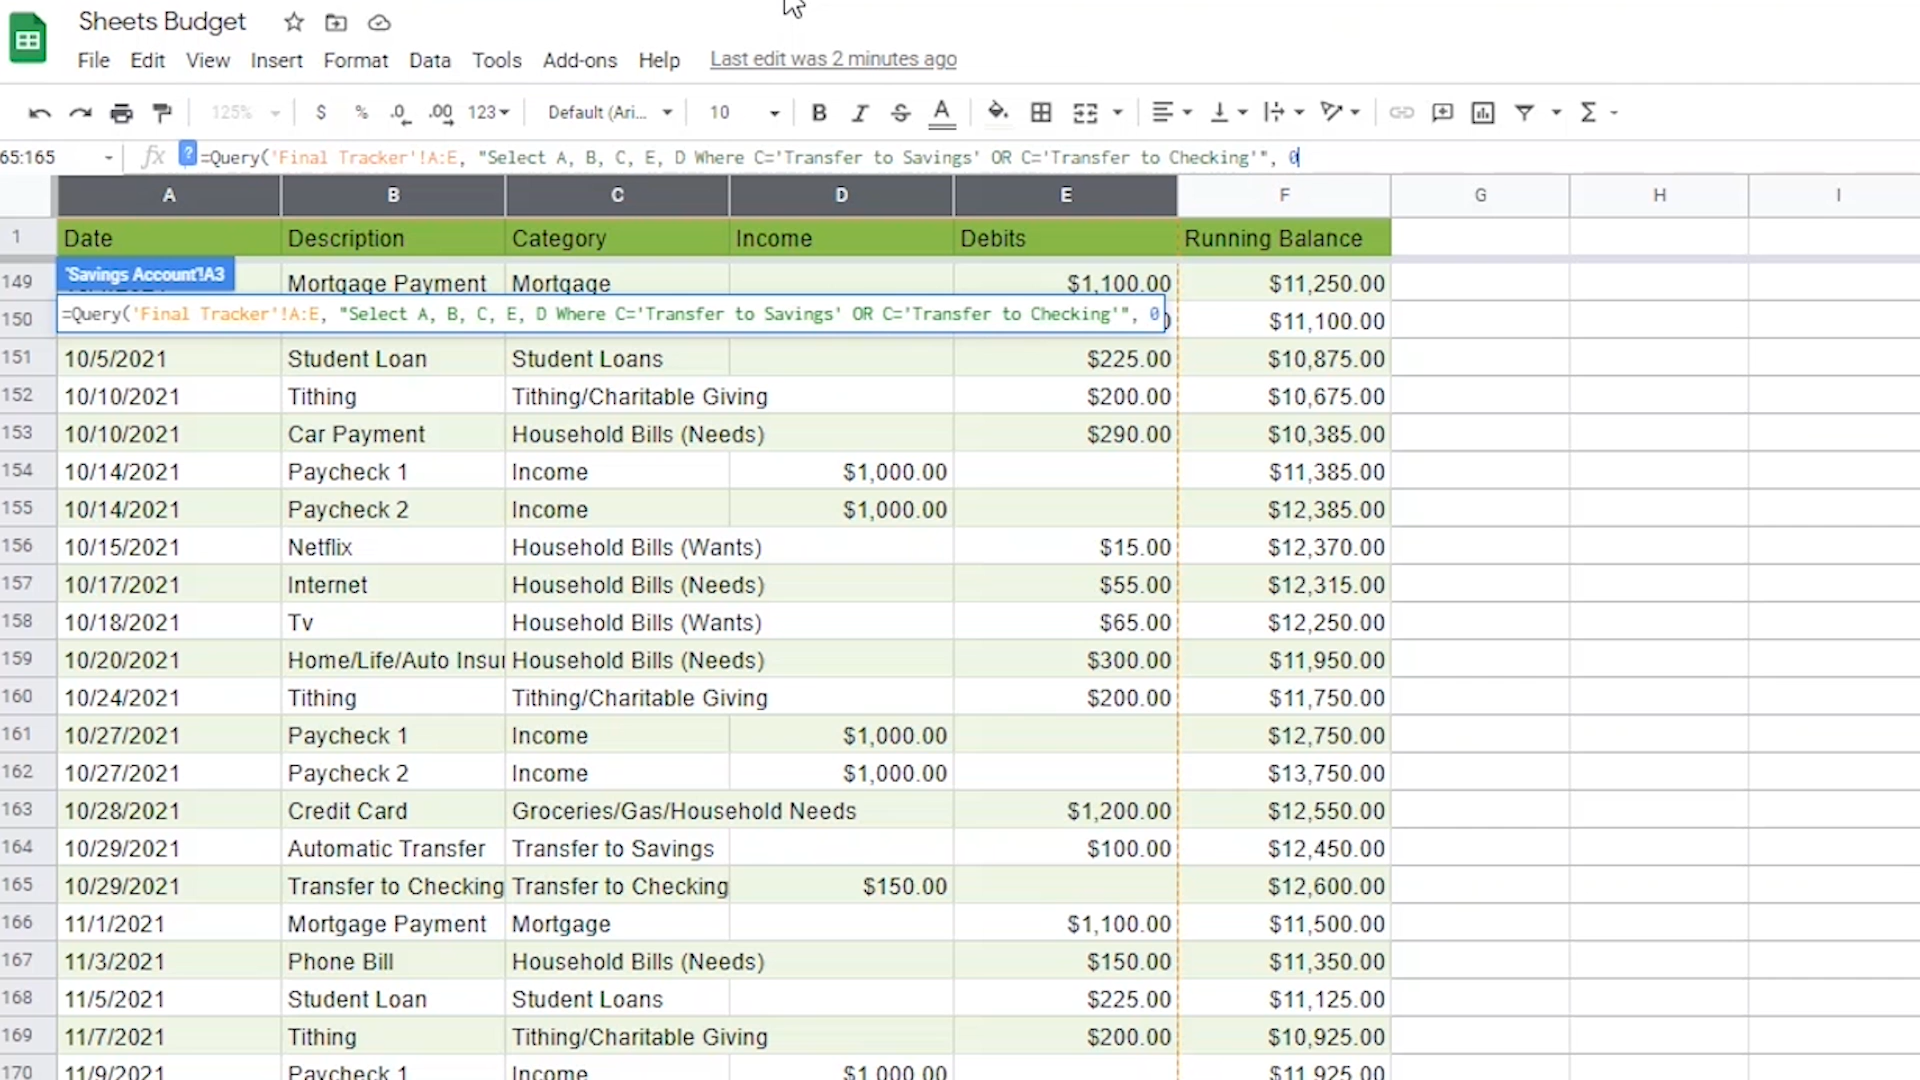 Sheets Budget
File Edit View Insert Format Data Tools Add-ons Help Last edit was 2 minutes ago
125% $ % .0 .00 123 Default (Ari... 10 B I S A Σ
65:165 fx ? =Query('Final Tracker'!A:E, "Select A, B, C, E, D Where C='Transfer to Savings' OR C='Transfer to Checking'", 0
A B C D E F G H I
1 Date Description Category Income Debits Running Balance
'Savings Account'!A3
149 Mortgage Payment Mortgage $1,100.00 $11,250.00
150 =Query('Final Tracker'!A:E, "Select A, B, C, E, D Where C='Transfer to Savings' OR C='Transfer to Checking'", 0 $11,100.00
151 10/5/2021 Student Loan Student Loans $225.00 $10,875.00
152 10/10/2021 Tithing Tithing/Charitable Giving $200.00 $10,675.00
153 10/10/2021 Car Payment Household Bills (Needs) $290.00 $10,385.00
154 10/14/2021 Paycheck 1 Income $1,000.00 $11,385.00
155 10/14/2021 Paycheck 2 Income $1,000.00 $12,385.00
156 10/15/2021 Netflix Household Bills (Wants) $15.00 $12,370.00
157 10/17/2021 Internet Household Bills (Needs) $55.00 $12,315.00
158 10/18/2021 Tv Household Bills (Wants) $65.00 $12,250.00
159 10/20/2021 Home/Life/Auto Insur Household Bills (Needs) $300.00 $11,950.00
160 10/24/2021 Tithing Tithing/Charitable Giving $200.00 $11,750.00
161 10/27/2021 Paycheck 1 Income $1,000.00 $12,750.00
162 10/27/2021 Paycheck 2 Income $1,000.00 $13,750.00
163 10/28/2021 Credit Card Groceries/Gas/Household Needs $1,200.00 $12,550.00
164 10/29/2021 Automatic Transfer Transfer to Savings $100.00 $12,450.00
165 10/29/2021 Transfer to Checking Transfer to Checking $150.00 $12,600.00
166 11/1/2021 Mortgage Payment Mortgage $1,100.00 $11,500.00
167 11/3/2021 Phone Bill Household Bills (Needs) $150.00 $11,350.00
168 11/5/2021 Student Loan Student Loans $225.00 $11,125.00
169 11/7/2021 Tithing Tithing/Charitable Giving $200.00 $10,925.00
170 11/9/2021 Paycheck 1 Income $1,000.00 $11,925.00